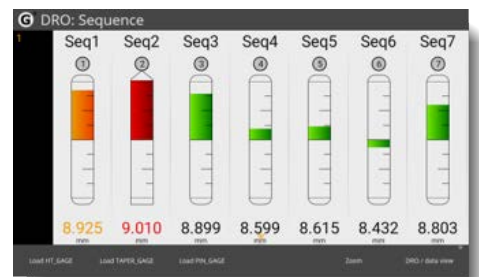 G DRO: Sequence
1
Seq1 Seq2 Seq3 Seq4 Seq5 Seq6 Seq7
1 2 3 4 5 6 7
8.925 9.010 8.899 8.599 8.615 8.432 8.803
mm mm mm mm mm mm mm
Load HT_GAGE Load TAPER_GAGE Load PIN_GAGE Zoom DRO / data view